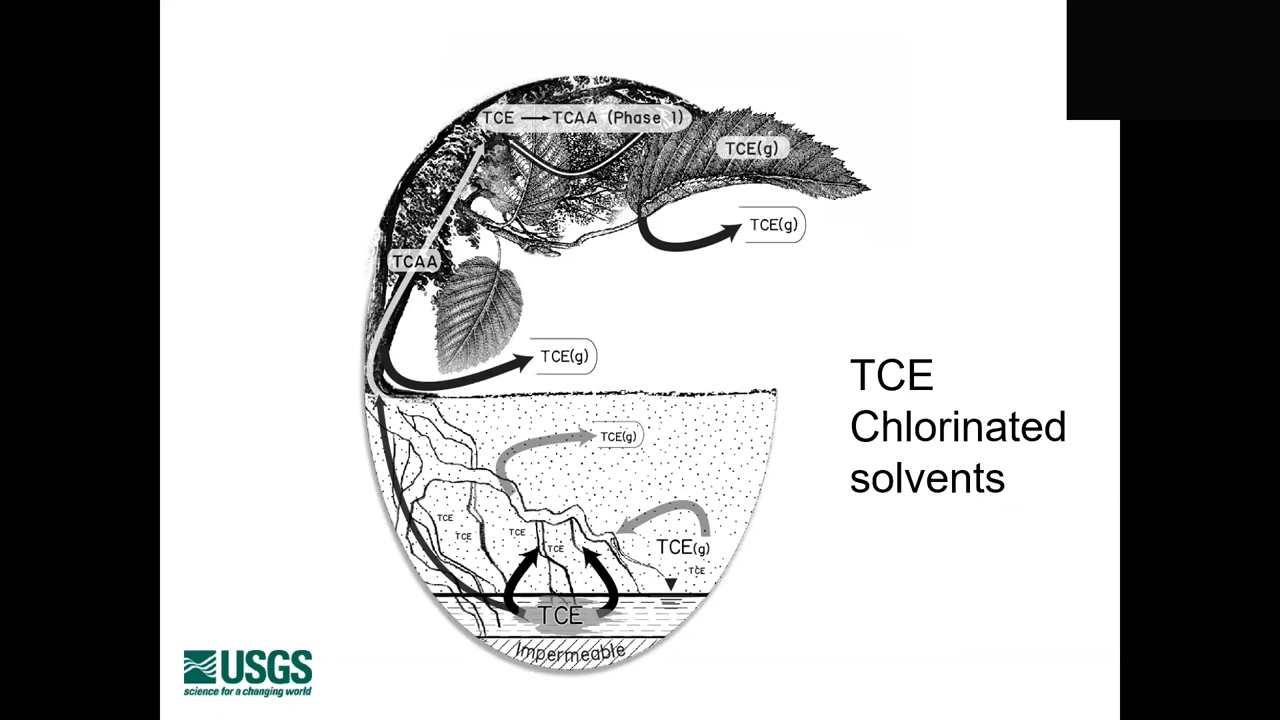 TCE → TCAA (Phase 1)
TCE(g)
TCE(g)
TCAA
TCE(g)
TCE
Chlorinated
solvents
TCE(g)
TCE
TCE
TCE
TCE
TCE(g)
TCE
TCE
Impermeable
USGS
science for a changing world